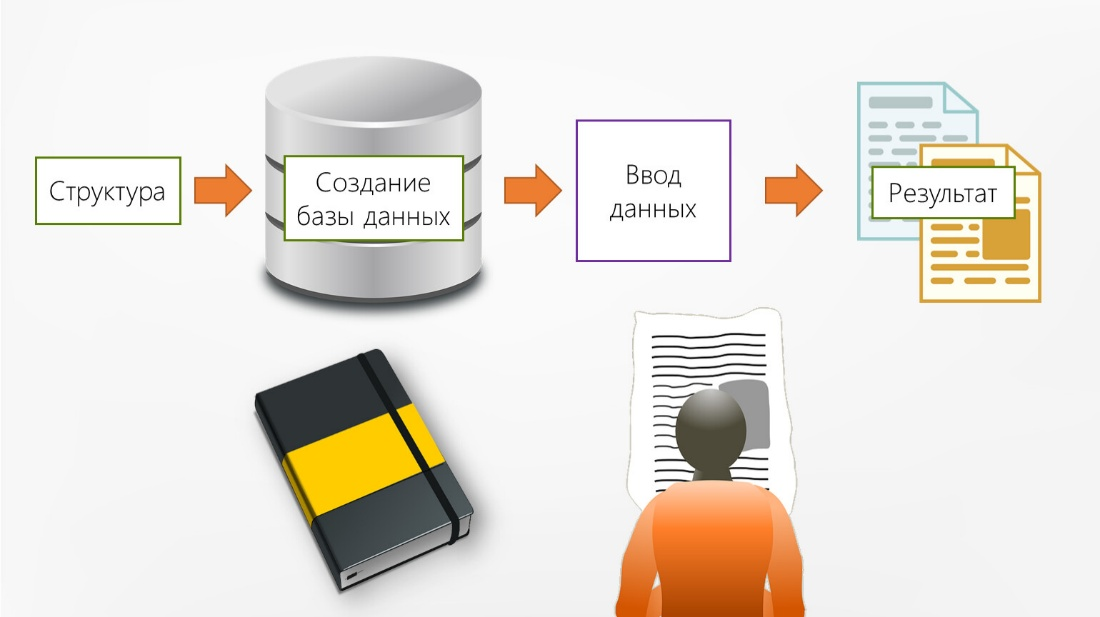 Структура
Создание
базы данных
Ввод
данных
Результат